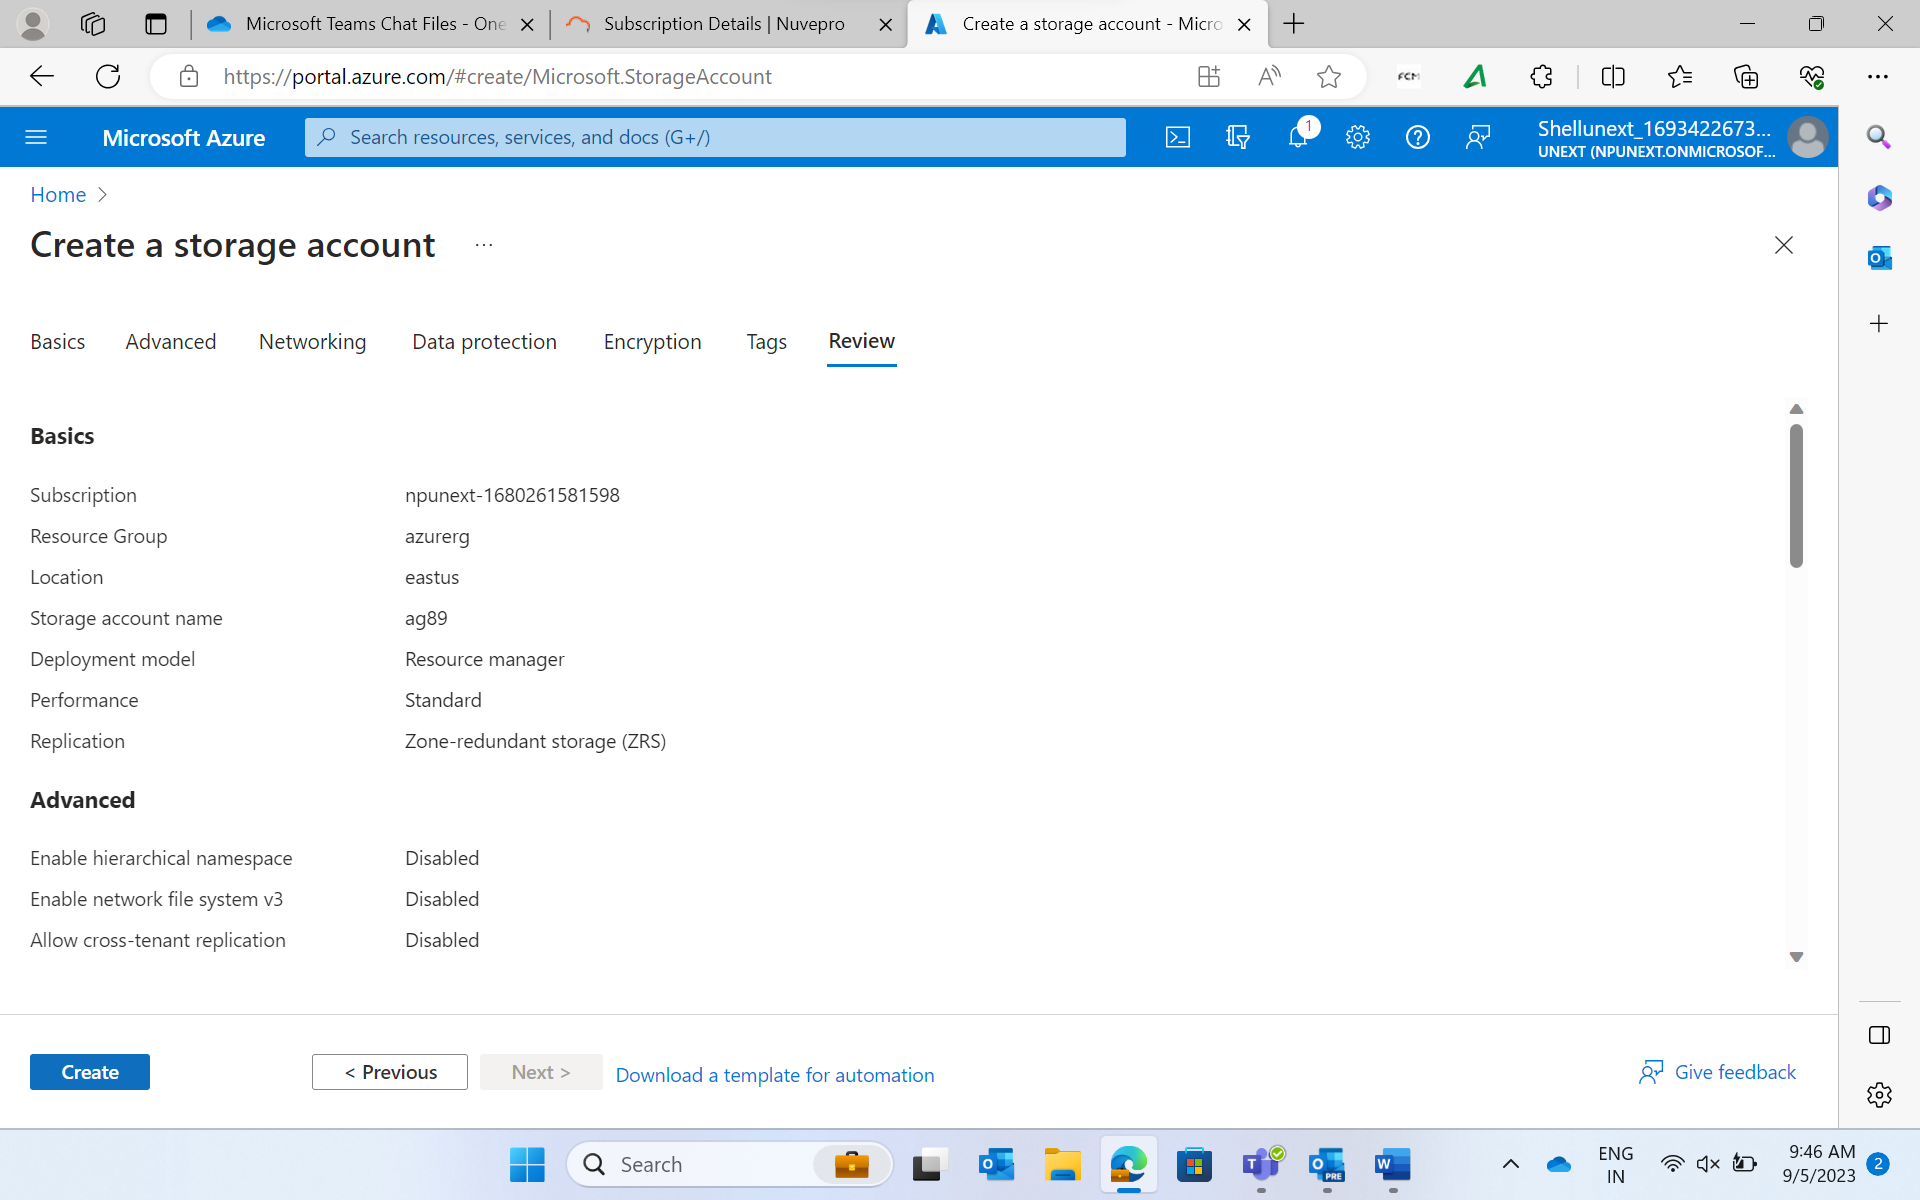 Microsoft Teams Chat Files - One
Subscription Details | Nuvepro
Create a storage account - Micro
https://portal.azure.com/#create/Microsoft.StorageAccount
FCM
Microsoft Azure
Search resources, services, and docs (G+/)
1
Shellunext_1693422673...
UNEXT (NPUNEXT.ONMICROSOF...
Home
Create a storage account
Basics Advanced Networking Data protection Encryption Tags Review
Basics
Subscription npunext-1680261581598
Resource Group azurerg
Location eastus
Storage account name ag89
Deployment model Resource manager
Performance Standard
Replication Zone-redundant storage (ZRS)
Advanced
Enable hierarchical namespace Disabled
Enable network file system v3 Disabled
Allow cross-tenant replication Disabled
Create < Previous Next > Download a template for automation Give feedback
Search
PRE
ENG
IN
9:46 AM
9/5/2023
2